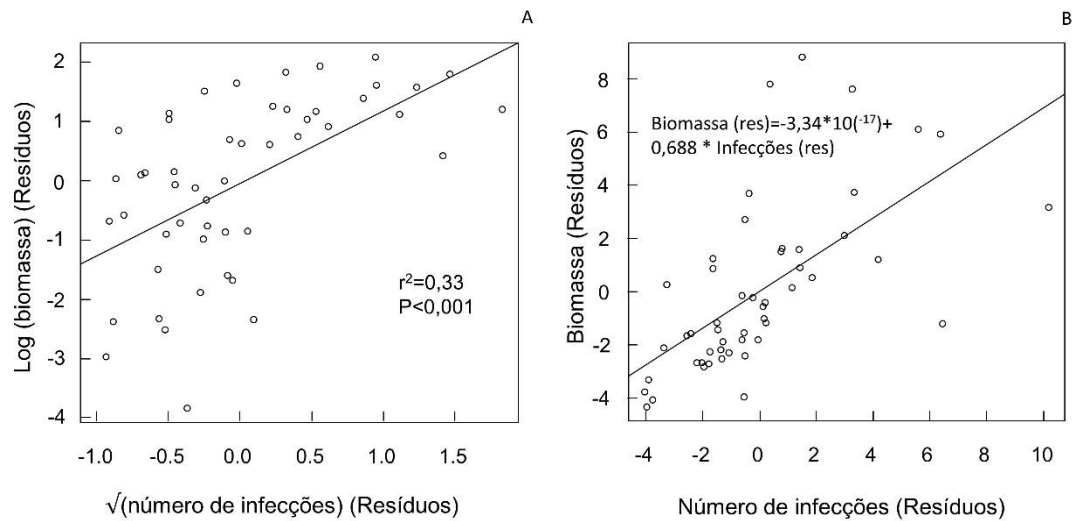 A
Log (biomassa) (Resíduos)
2
1
0
-1
-2
-3
-4
r²=0,33
P<0,001
-1.0 -0.5 0.0 0.5 1.0 1.5
√(número de infecções) (Resíduos)
B
Biomassa (Resíduos)
8
6
4
2
0
-2
-4
Biomassa (res)=-3,34*10(⁻¹⁷)+
0,688 * Infecções (res)
-4 -2 0 2 4 6 8 10
Número de infecções (Resíduos)